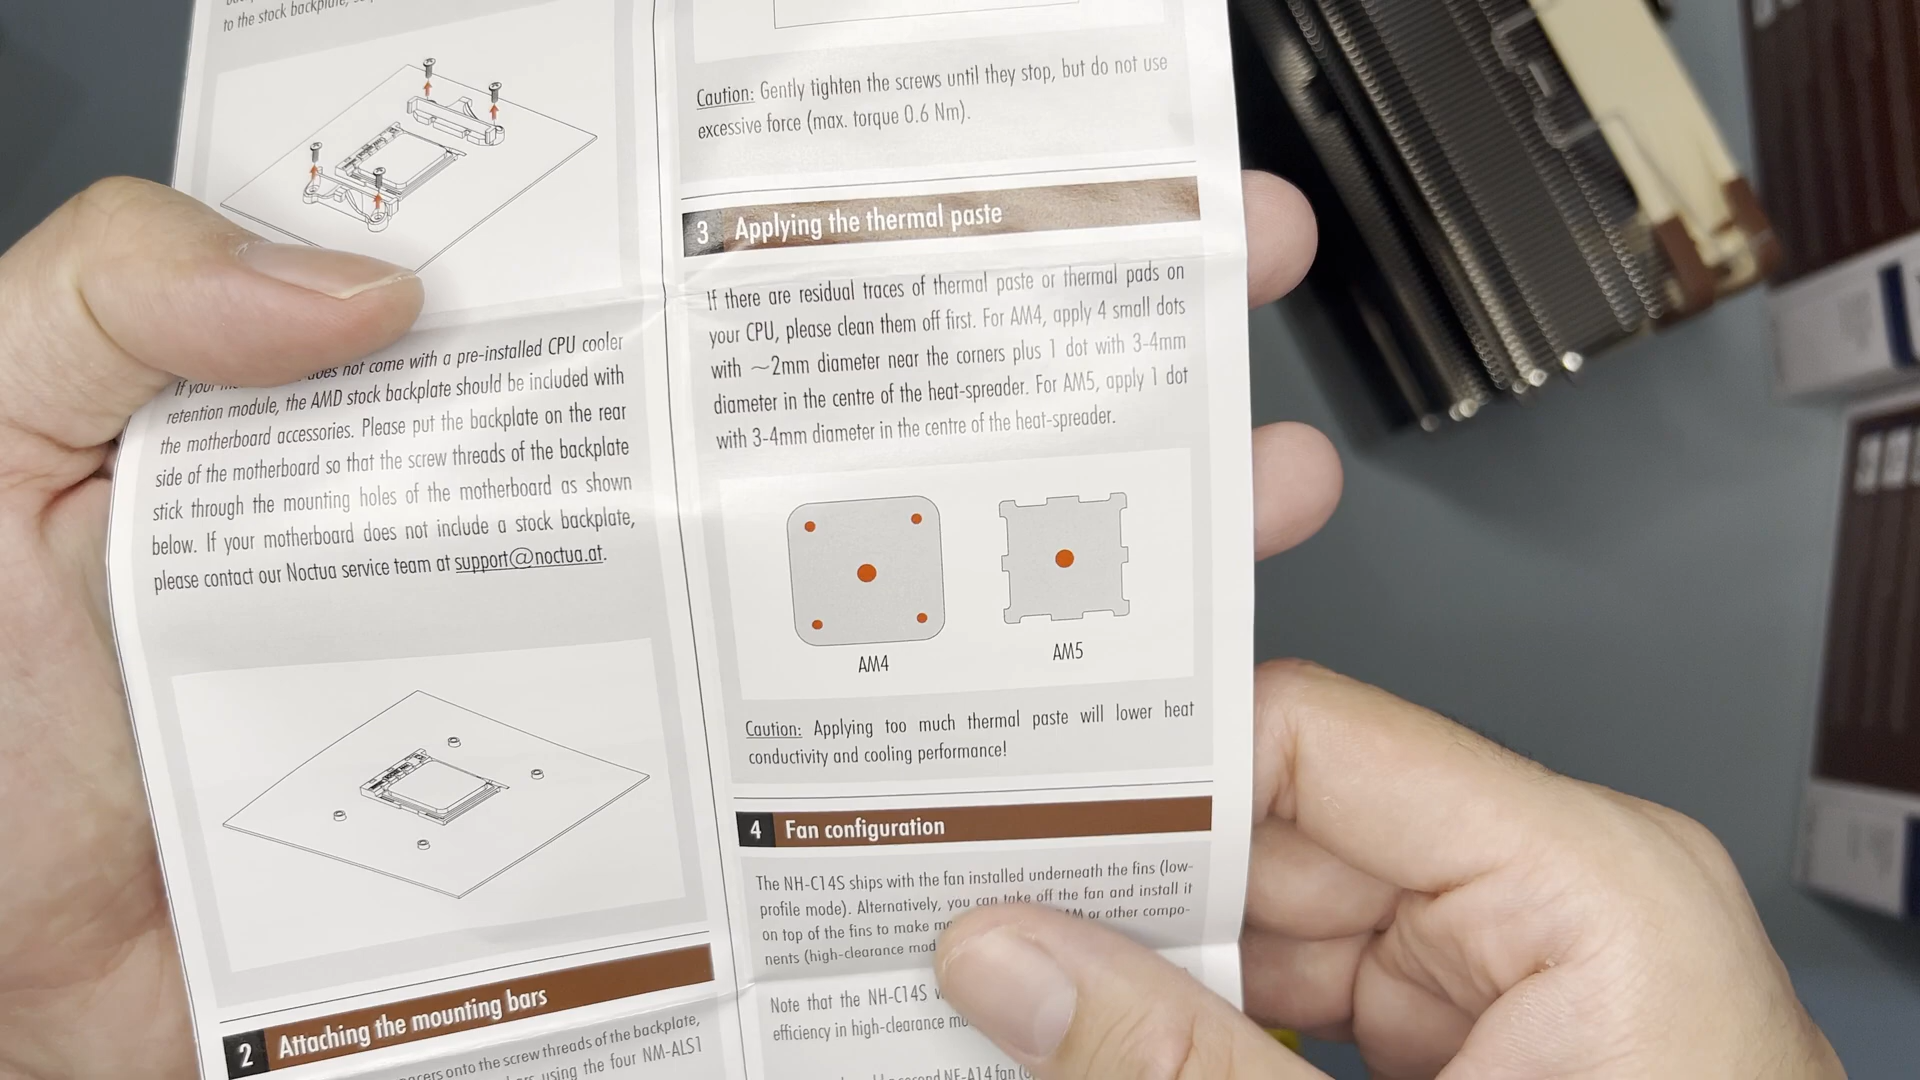 to the stock backplate,
If your
not come with a pre-installed CPU cooler
retention module, the AMD stock backplate should be included with
the motherboard accessories. Please put the backplate on the rear
side of the motherboard so that the screw threads of the backplate
stick through the mounting holes of the motherboard as shown
below. If your motherboard does not include a stock backplate,
please contact our Noctua service team at support@noctua.at.
2 Attaching the mounting bars
onto the screw threads of the backplate,
using the four NM-ALS1
Caution: Gently tighten the screws until they stop, but do not use
excessive force (max. torque 0.6 Nm).
3 Applying the thermal paste
If there are residual traces of thermal paste or thermal pads on
your CPU, please clean them off first. For AM4, apply 4 small dots
with ~2mm diameter near the corners plus 1 dot with 3-4mm
diameter in the centre of the heat-spreader. For AM5, apply 1 dot
with 3-4mm diameter in the centre of the heat-spreader.
AM4
AM5
Caution: Applying too much thermal paste will lower heat
conductivity and cooling performance!
4 Fan configuration
The NH-C14S ships with the fan installed underneath the fins (low-
profile mode). Alternatively, you can take off the fan and install it
on top of the fins to make
or other compo-
nents (high-clearance
Note that the NH-C14S
efficiency in high-clearance
second NF-A14 fan